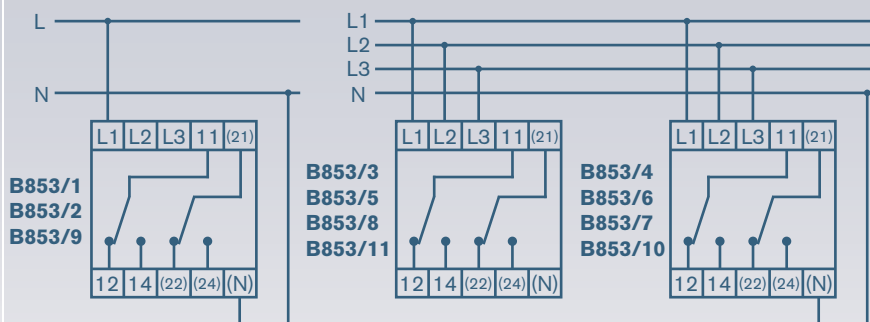 L
N
L1 L2 L3 11 (21)
B853/1
B853/2
B853/9
12 14 (22) (24) (N)
L1
L2
L3
N
L1 L2 L3 11 (21)
B853/3
B853/5
B853/8
B853/11
12 14 (22) (24) (N)
L1 L2 L3 11 (21)
B853/4
B853/6
B853/7
B853/10
12 14 (22) (24) (N)